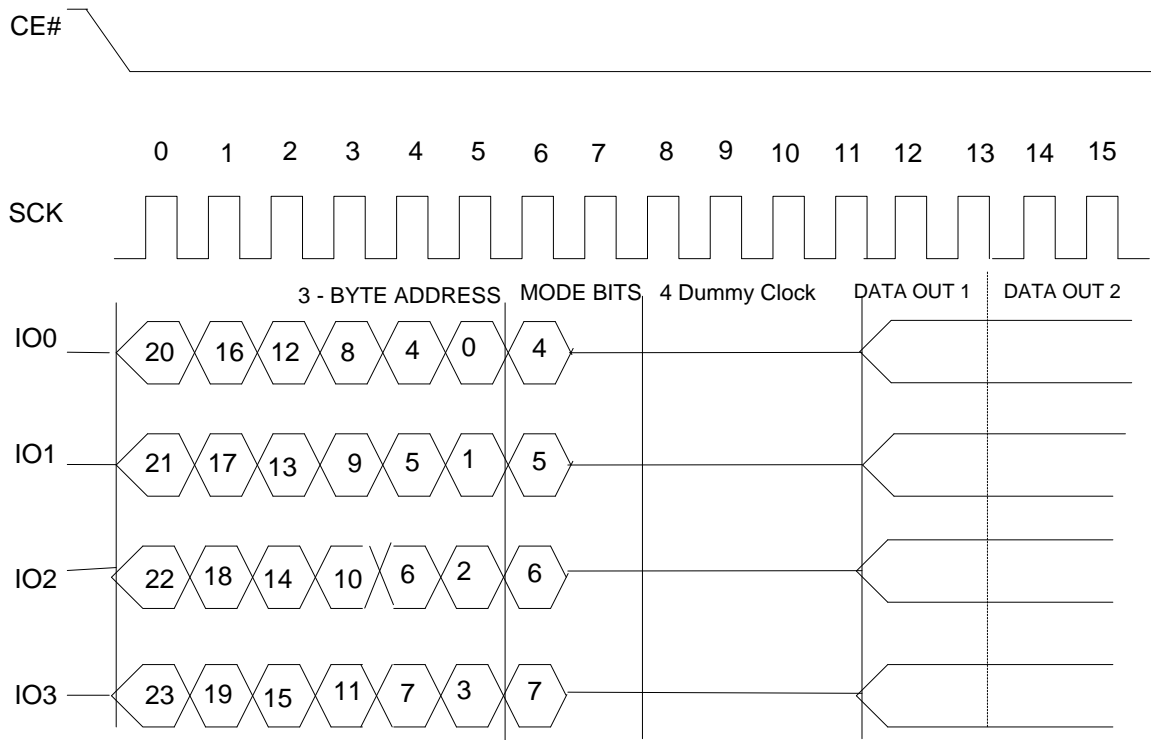 CE#
0 1 2 3 4 5 6 7 8 9 10 11 12 13 14 15
SCK
3 - BYTE ADDRESS MODE BITS 4 Dummy Clock DATA OUT 1 DATA OUT 2
IO0 20 16 12 8 4 0 4
IO1 21 17 13 9 5 1 5
IO2 22 18 14 10 6 2 6
IO3 23 19 15 11 7 3 7